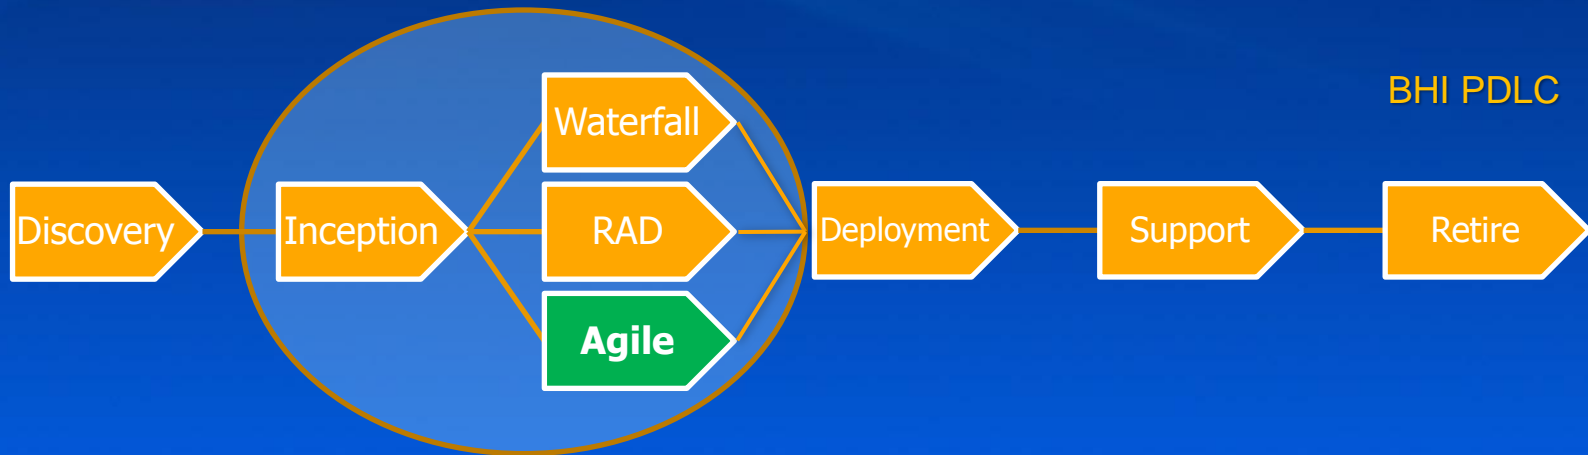 BHI PDLC
Discovery
Inception
Waterfall
RAD
Agile
Deployment
Support
Retire